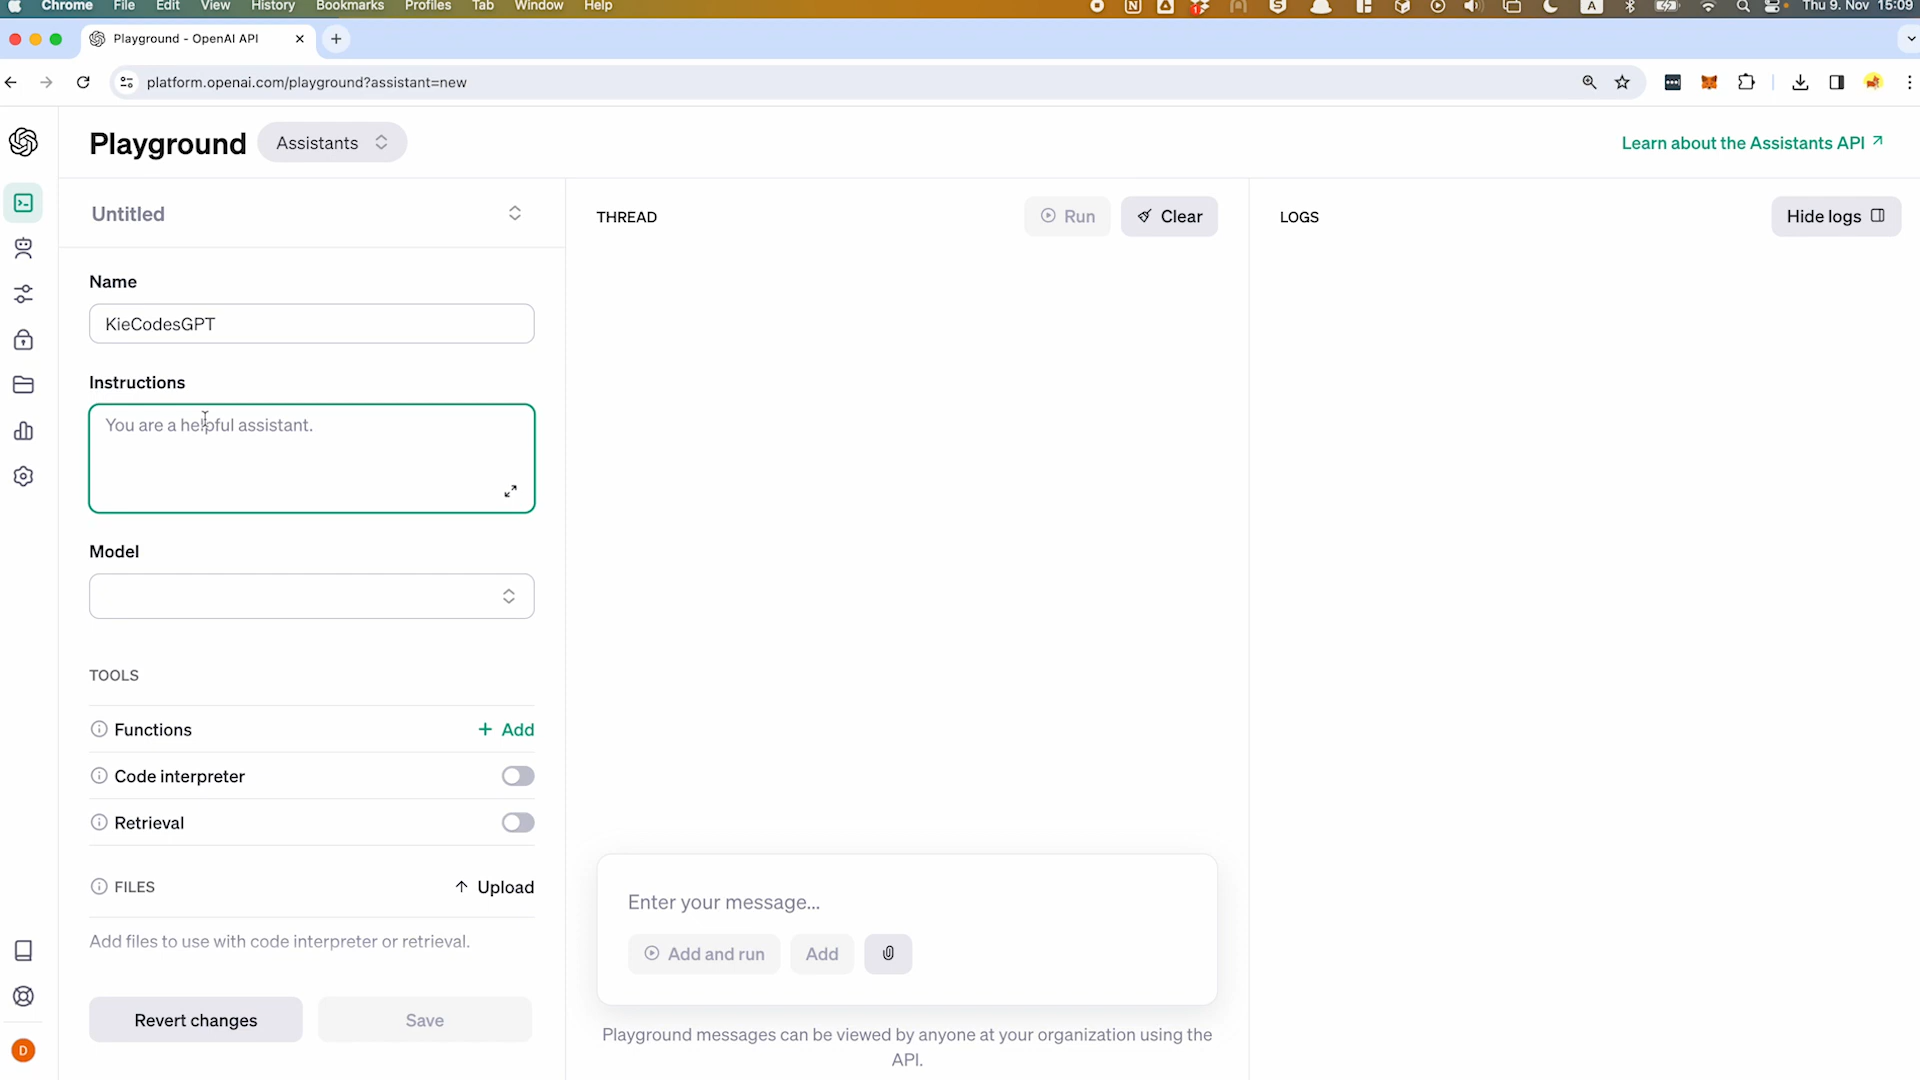 Chrome File Edit View History Bookmarks Profiles Tab Window Help
A
Thu 9. Nov 15:09
Playground - OpenAI API
platform.openai.com/playground?assistant=new
Playground
Assistants
Learn about the Assistants API
Untitled
Name
KieCodesGPT
Instructions
You are a helpful assistant.
Model
TOOLS
Functions
+ Add
Code interpreter
Retrieval
FILES
Upload
Add files to use with code interpreter or retrieval.
Revert changes
Save
D
THREAD
Run
Clear
Enter your message...
Add and run
Add
Playground messages can be viewed by anyone at your organization using the
API.
LOGS
Hide logs